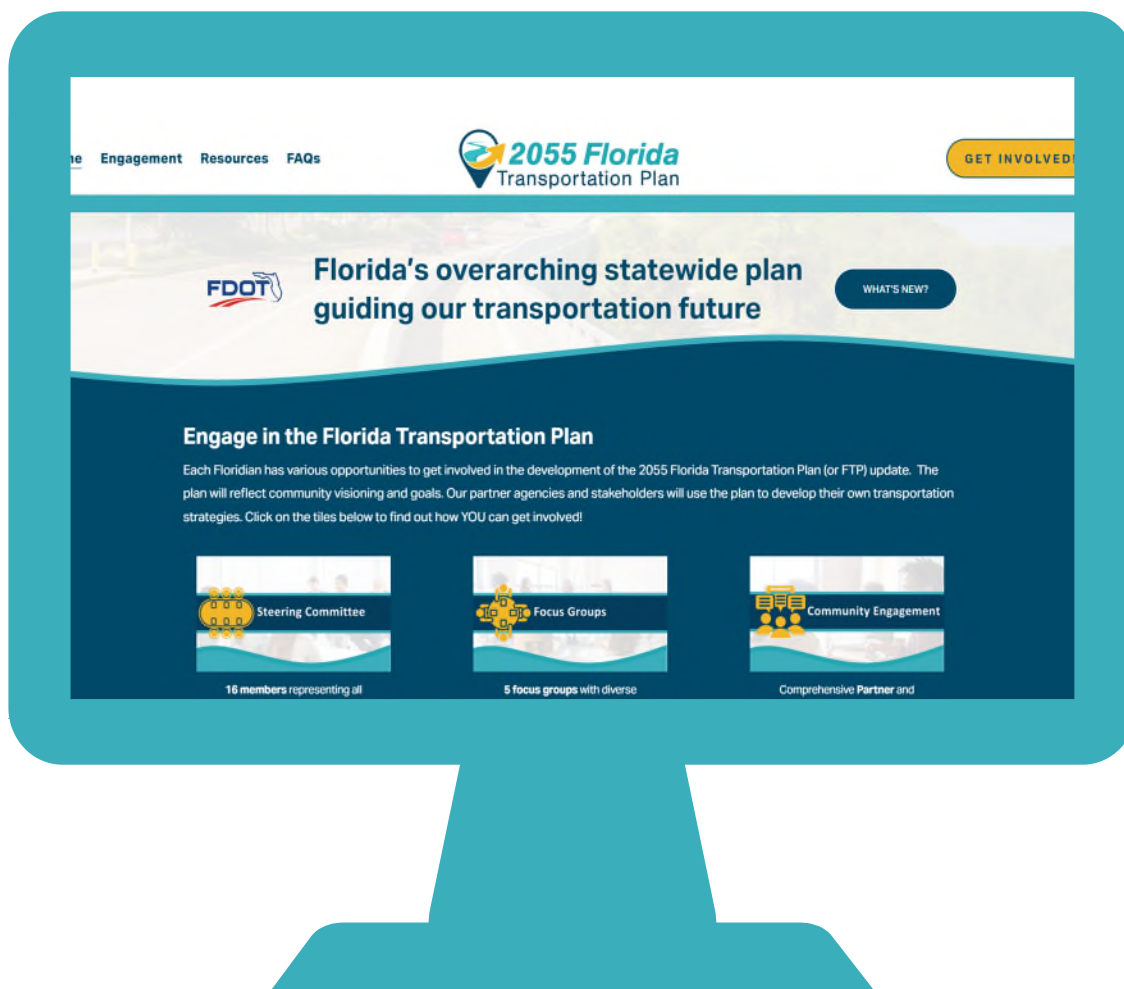 Engagement Resources FAQs
2055 Florida
Transportation Plan
GET INVOLVED!
FDOT
Florida's overarching statewide plan
guiding our transportation future
WHAT'S NEW?
Engage in the Florida Transportation Plan
Each Floridian has various opportunities to get involved in the development of the 2055 Florida Transportation Plan (or FTP) update. The
plan will reflect community visioning and goals. Our partner agencies and stakeholders will use the plan to develop their own transportation
strategies. Click on the tiles below to find out how YOU can get involved!
Steering Committee
Focus Groups
Community Engagement
16 members representing all
5 focus groups with diverse
Comprehensive Partner and